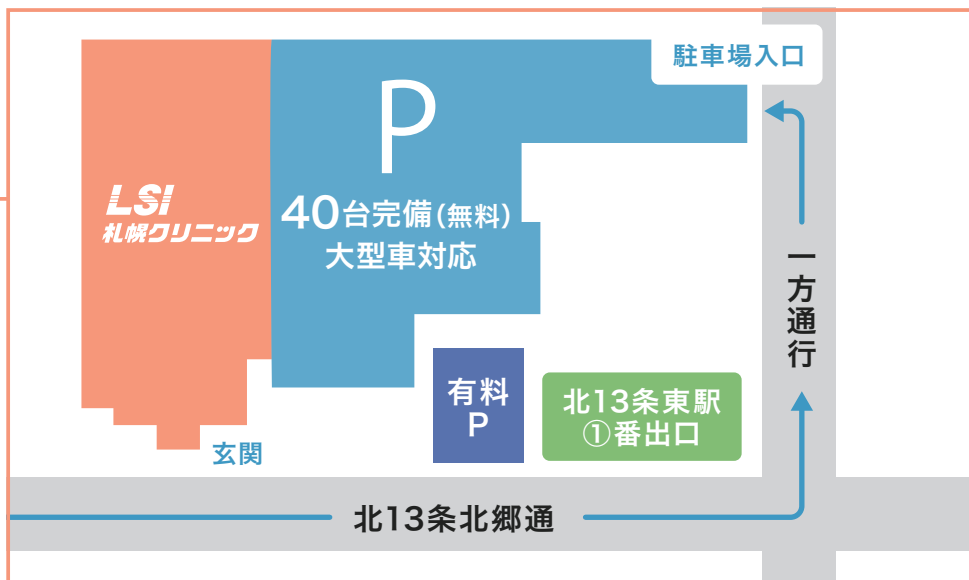 駐車場入口
P
LSI
札幌クリニック
40台完備(無料)
大型車対応
一方通行
有料
P
北13条東駅
①番出口
玄関
北13条北郷通